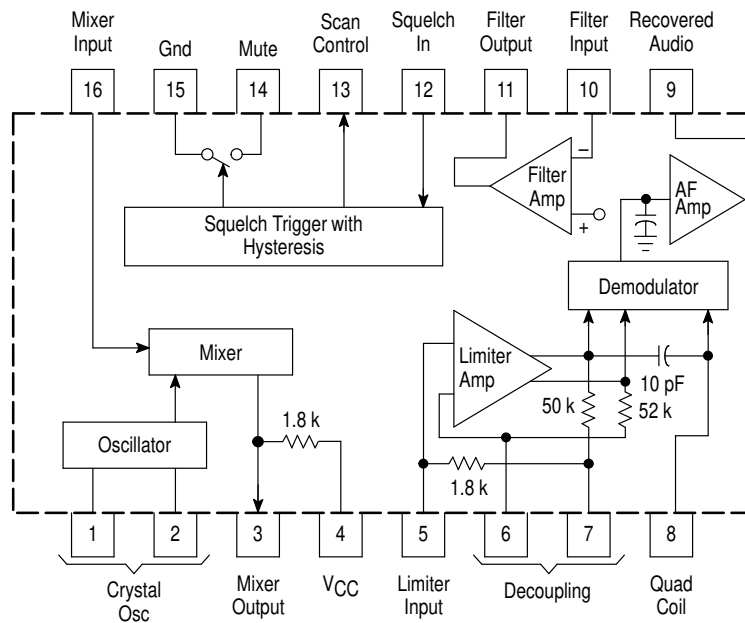 Mixer
Input
Gnd
Mute
Scan
Control
Squelch
In
Filter
Output
Filter
Input
Recovered
Audio
16
15
14
13
12
11
10
9
Filter
Amp
–
+
AF
Amp
Squelch Trigger with
Hysteresis
Demodulator
Mixer
Limiter
Amp
10 pF
50 k
52 k
1.8 k
Oscillator
1.8 k
1
2
3
4
5
6
7
8
Crystal
Osc
Mixer
Output
VCC
Limiter
Input
Decoupling
Quad
Coil